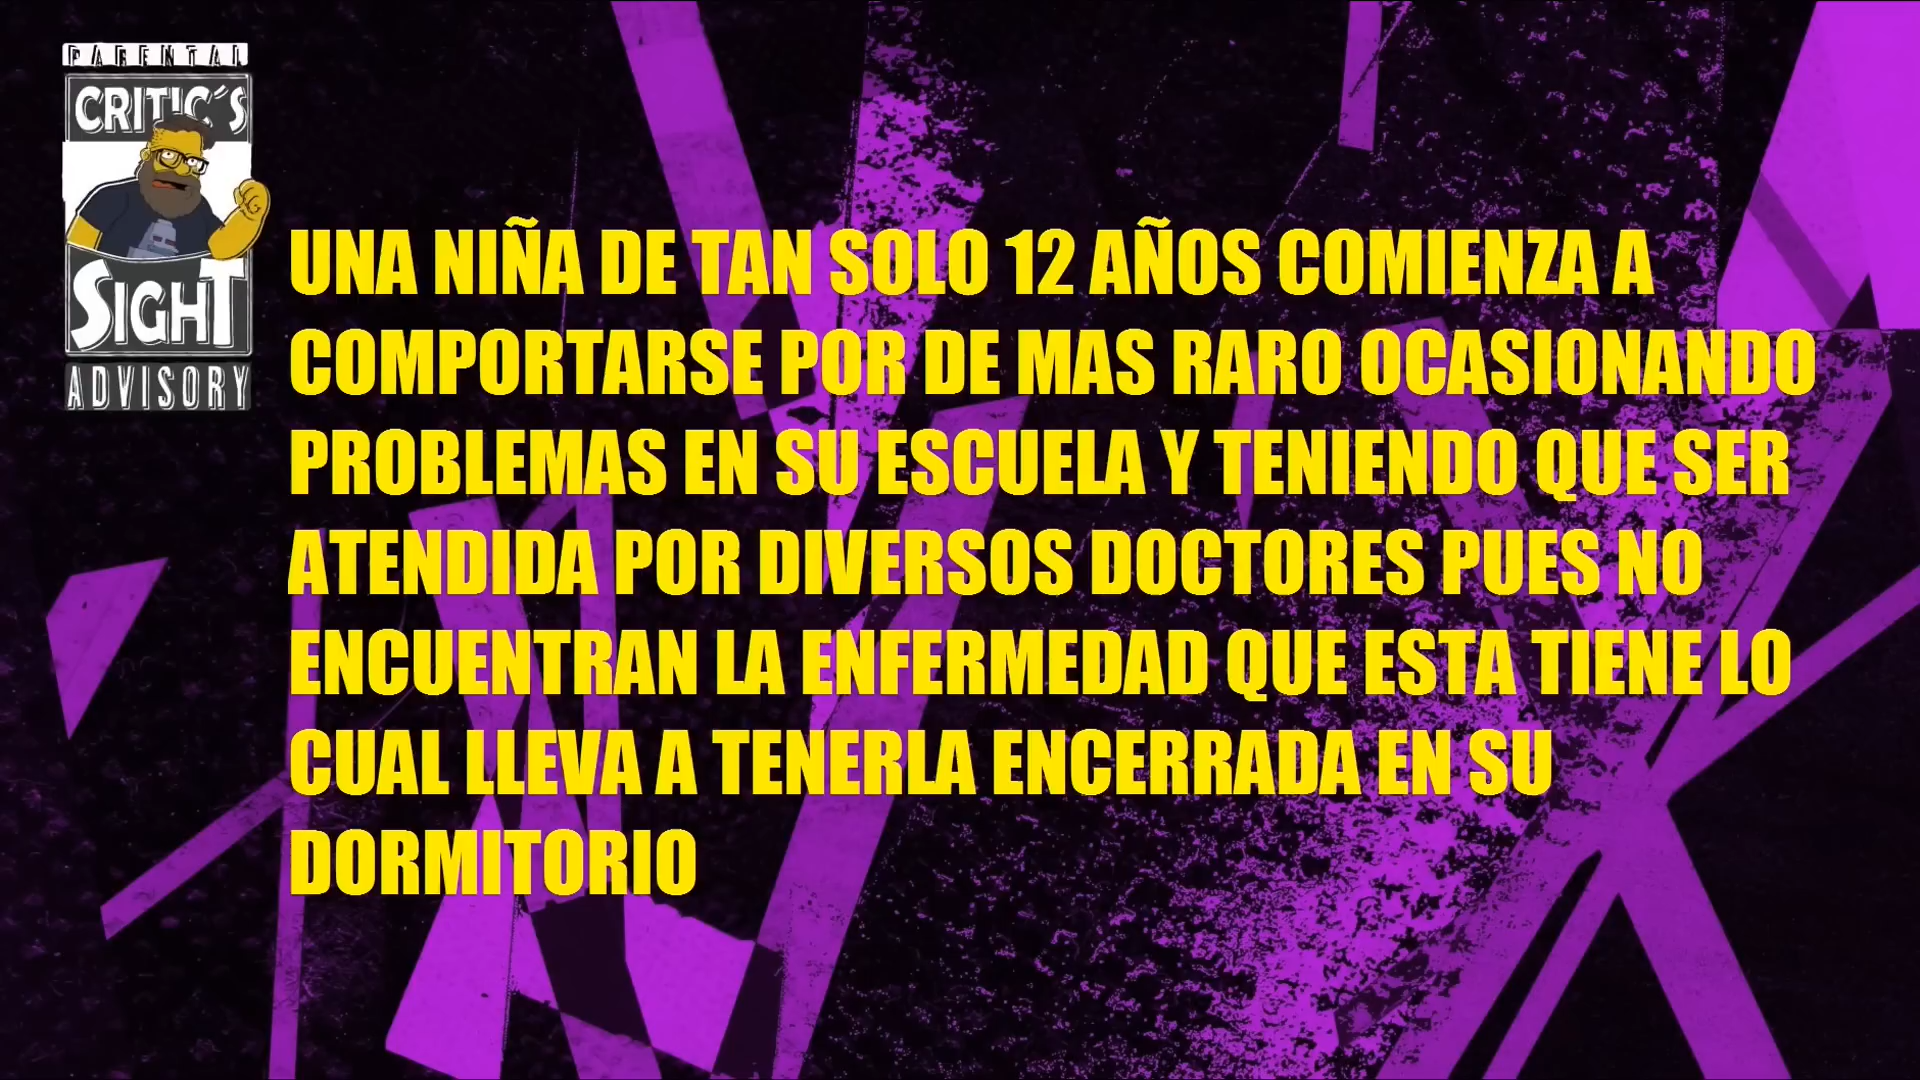 PARENTAL
CRITIC´S
SIGHT
ADVISORY
UNA NIÑA DE TAN SOLO 12 AÑOS COMIENZA A
COMPORTARSE POR DE MAS RARO OCASIONANDO
PROBLEMAS EN SU ESCUELA Y TENIENDO QUE SER
ATENDIDA POR DIVERSOS DOCTORES PUES NO
ENCUENTRAN LA ENFERMEDAD QUE ESTA TIENE LO
CUAL LLEVA A TENERLA ENCERRADA EN SU
DORMITORIO